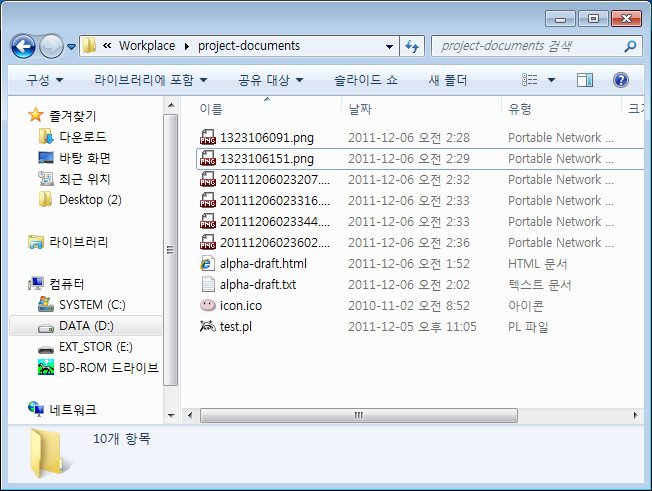 « Workplace ▸ project-documents
project-documents 검색
구성 ▼ 라이브러리에 포함 ▼ 공유 대상 ▼ 슬라이드 쇼 새 폴더
즐겨찾기
다운로드
바탕 화면
최근 위치
Desktop (2)
라이브러리
컴퓨터
SYSTEM (C:)
DATA (D:)
EXT_STOR (E:)
BD-ROM 드라이브
네트워크
이름 날짜 유형
1323106091.png 2011-12-06 오전 2:28 Portable Network ...
1323106151.png 2011-12-06 오전 2:29 Portable Network ...
20111206023207.... 2011-12-06 오전 2:32 Portable Network ...
20111206023316.... 2011-12-06 오전 2:33 Portable Network ...
20111206023344.... 2011-12-06 오전 2:33 Portable Network ...
20111206023602.... 2011-12-06 오전 2:36 Portable Network ...
alpha-draft.html 2011-12-06 오전 1:52 HTML 문서
alpha-draft.txt 2011-12-06 오전 2:02 텍스트 문서
icon.ico 2010-11-02 오전 8:52 아이콘
test.pl 2011-12-05 오후 11:05 PL 파일
10개 항목